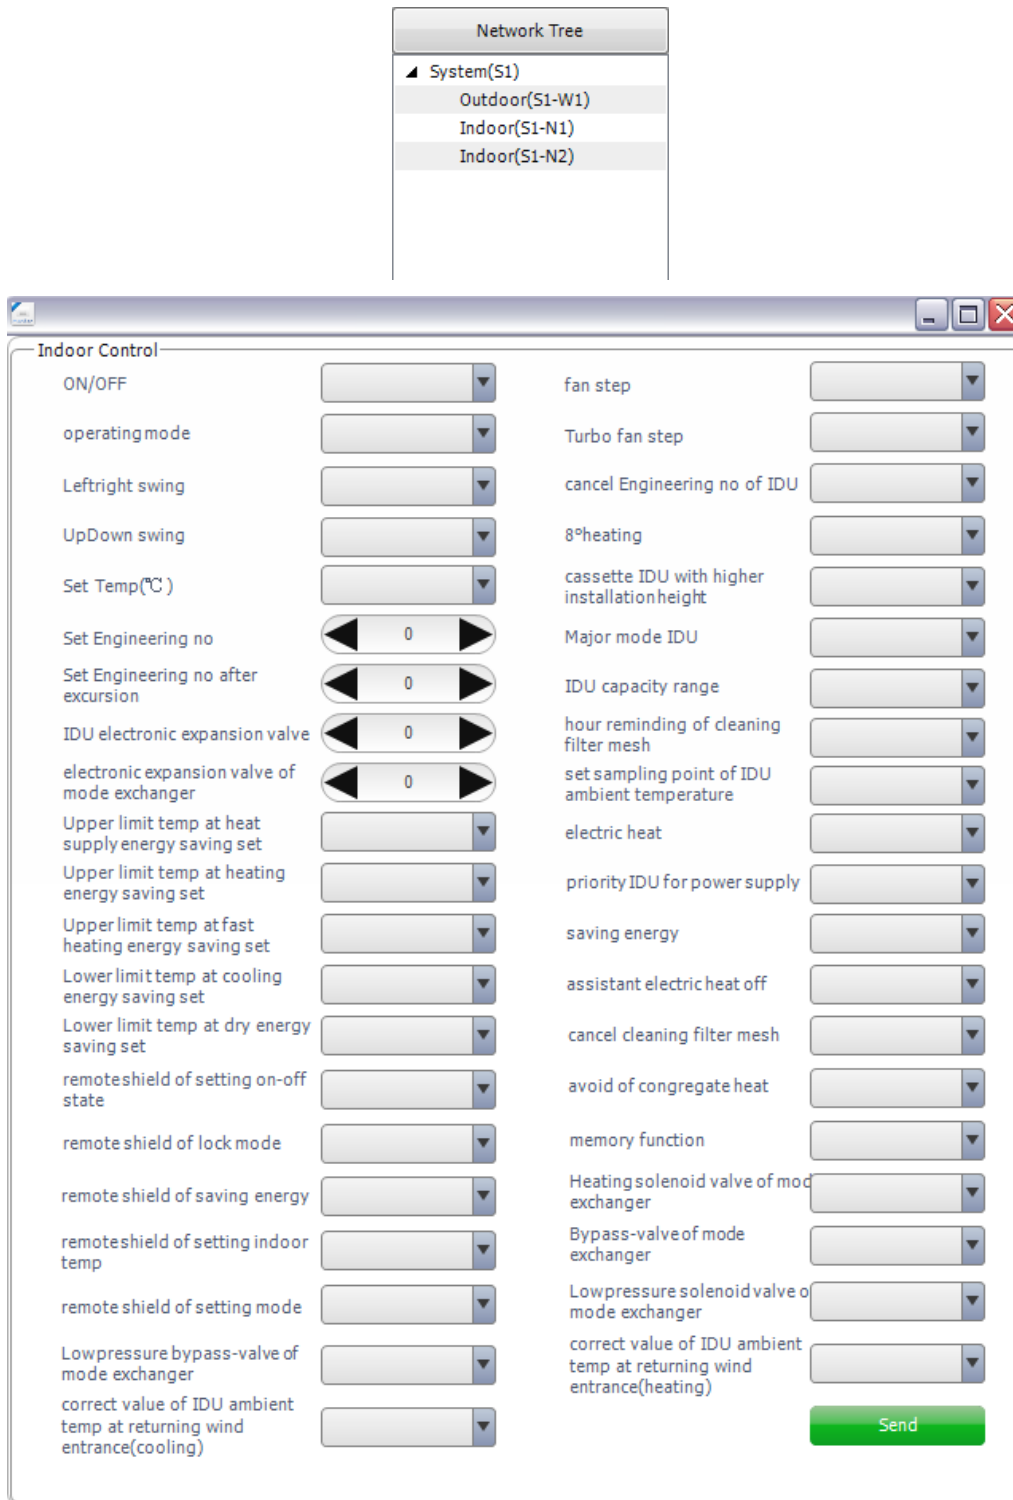 Network Tree
System(S1)
Outdoor(S1-W1)
Indoor(S1-N1)
Indoor(S1-N2)
Indoor Control
ON/OFF
operating mode
Leftright swing
UpDown swing
Set Temp(℃)
Set Engineering no
0
Set Engineering no after
excursion
0
IDU electronic expansion valve
0
electronic expansion valve of
mode exchanger
0
Upper limit temp at heat
supply energy saving set
Upper limit temp at heating
energy saving set
Upper limit temp at fast
heating energy saving set
Lower limit temp at cooling
energy saving set
Lower limit temp at dry energy
saving set
remote shield of setting on-off
state
remote shield of lock mode
remote shield of saving energy
remote shield of setting indoor
temp
remote shield of setting mode
Lowpressure bypass-valve of
mode exchanger
correct value of IDU ambient
temp at returning wind
entrance(cooling)
fan step
Turbo fan step
cancel Engineering no of IDU
8°heating
cassette IDU with higher
installation height
Major mode IDU
IDU capacity range
hour reminding of cleaning
filter mesh
set sampling point of IDU
ambient temperature
electric heat
priority IDU for power supply
saving energy
assistant electric heat off
cancel cleaning filter mesh
avoid of congregate heat
memory function
Heating solenoid valve of mod
exchanger
Bypass-valve of mode
exchanger
Lowpressure solenoid valve o
mode exchanger
correct value of IDU ambient
temp at returning wind
entrance(heating)
Send